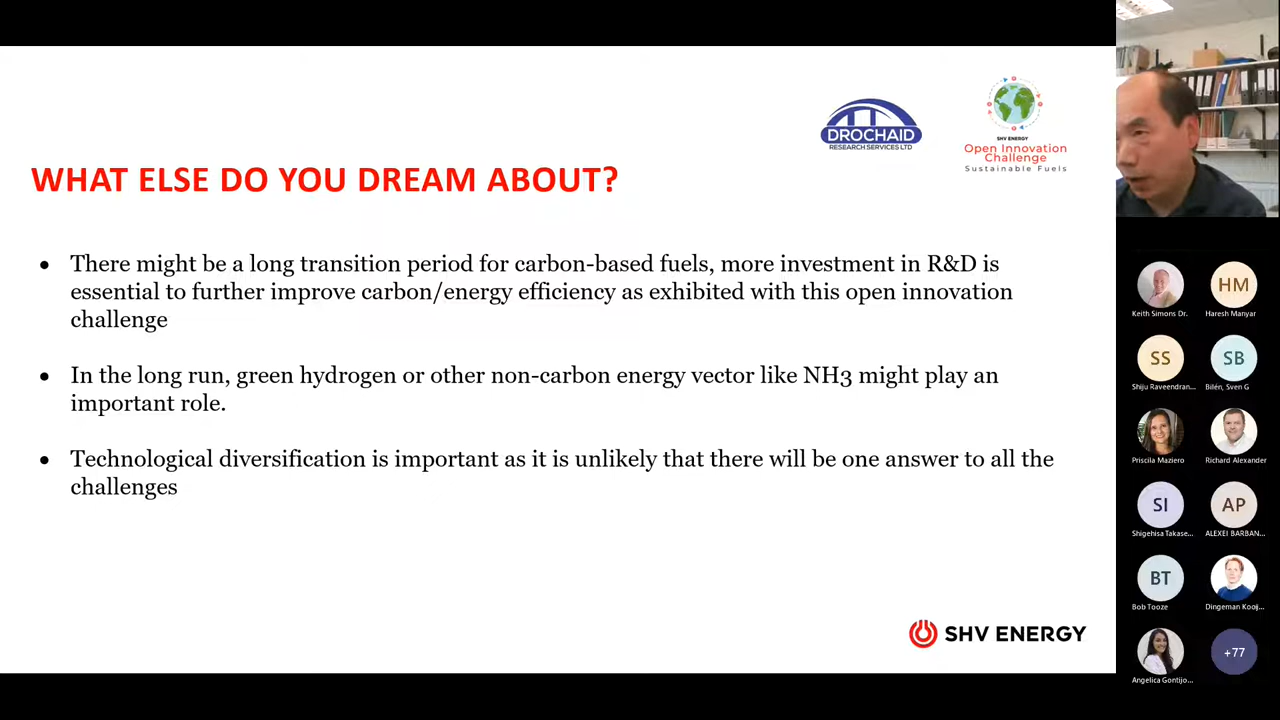 DROCHAID
RESEARCH SERVICES LTD
SHV ENERGY
Open Innovation
Challenge
Sustainable Fuels
WHAT ELSE DO YOU DREAM ABOUT?
• There might be a long transition period for carbon-based fuels, more investment in R&D is
essential to further improve carbon/energy efficiency as exhibited with this open innovation
challenge
• In the long run, green hydrogen or other non-carbon energy vector like NH3 might play an
important role.
• Technological diversification is important as it is unlikely that there will be one answer to all the
challenges
SHV ENERGY
Keith Simons Dr.
HM
Haresh Manyar
SS
Shiju Raveendran...
SB
Bilén, Sven G
Priscila Maziero
Richard Alexander
SI
Shigehisa Takase...
AP
ALEXEI BARBAN...
BT
Bob Tooze
Dingeman Kooij...
Angelica Gontijo...
+77